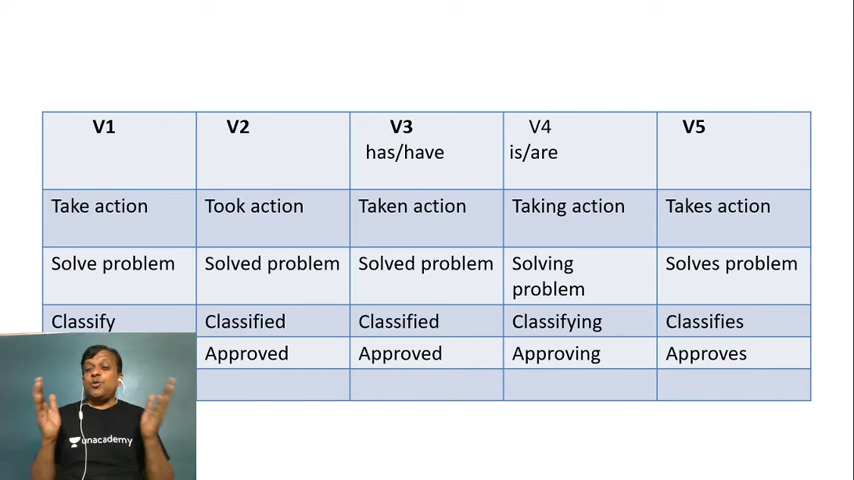 V1 V2 V3 V4 V5
has/have is/are
Take action Took action Taken action Taking action Takes action
Solve problem Solved problem Solved problem Solving Solves problem
problem
Classify Classified Classified Classifying Classifies
Approved Approved Approving Approves
unacademy